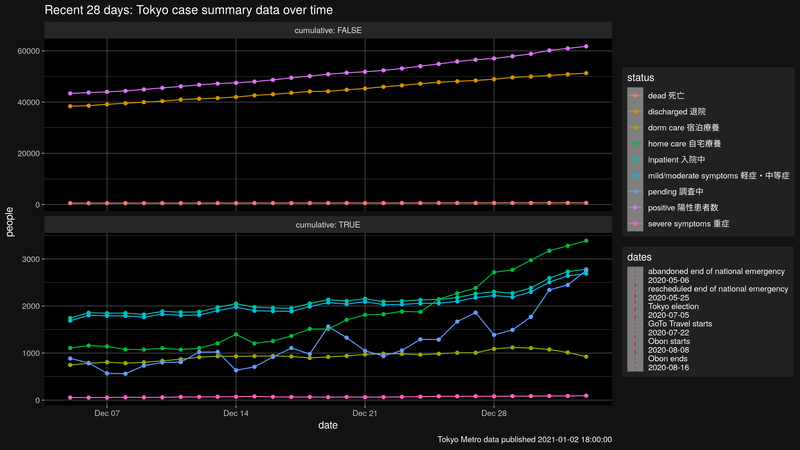 Recent 28 days: Tokyo case summary data over time
cumulative: FALSE
60000
40000
20000
0
cumulative: TRUE
3000
2000
1000
0
people
Dec 07
Dec 14
Dec 21
Dec 28
date
Tokyo Metro data published 2021-01-02 18:00:00
status
dead 死亡
discharged 退院
dorm care 宿泊療養
home care 自宅療養
inpatient 入院中
mild/moderate symptoms 軽症・中等症
pending 調査中
positive 陽性患者数
severe symptoms 重症
dates
abandoned end of national emergency
2020-05-06
rescheduled end of national emergency
2020-05-25
Tokyo election
2020-07-05
GoTo Travel starts
2020-07-22
Obon starts
2020-08-08
Obon ends
2020-08-16